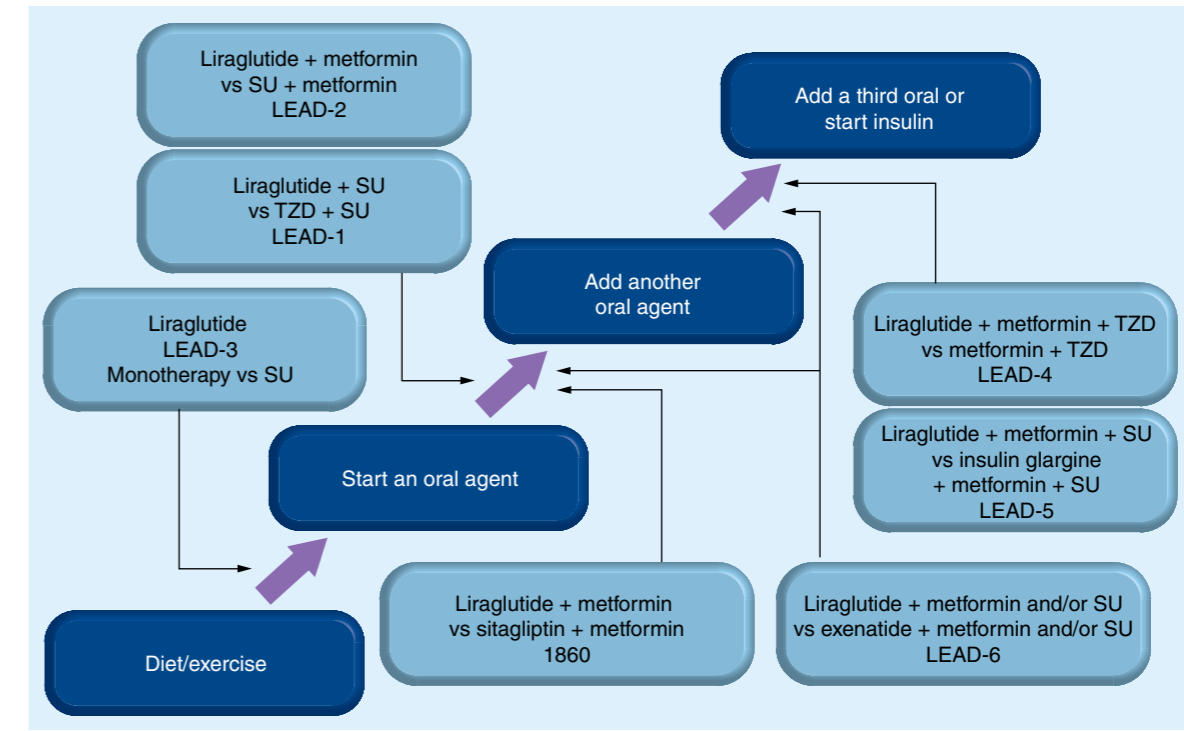 Liraglutide + metformin
vs SU + metformin
LEAD-2
Add a third oral or
start insulin
Liraglutide + SU
vs TZD + SU
LEAD-1
Add another
oral agent
Liraglutide
LEAD-3
Monotherapy vs SU
Liraglutide + metformin + TZD
vs metformin + TZD
LEAD-4
Start an oral agent
Liraglutide + metformin + SU
vs insulin glargine
+ metformin + SU
LEAD-5
Diet/exercise
Liraglutide + metformin
vs sitagliptin + metformin
1860
Liraglutide + metformin and/or SU
vs exenatide + metformin and/or SU
LEAD-6